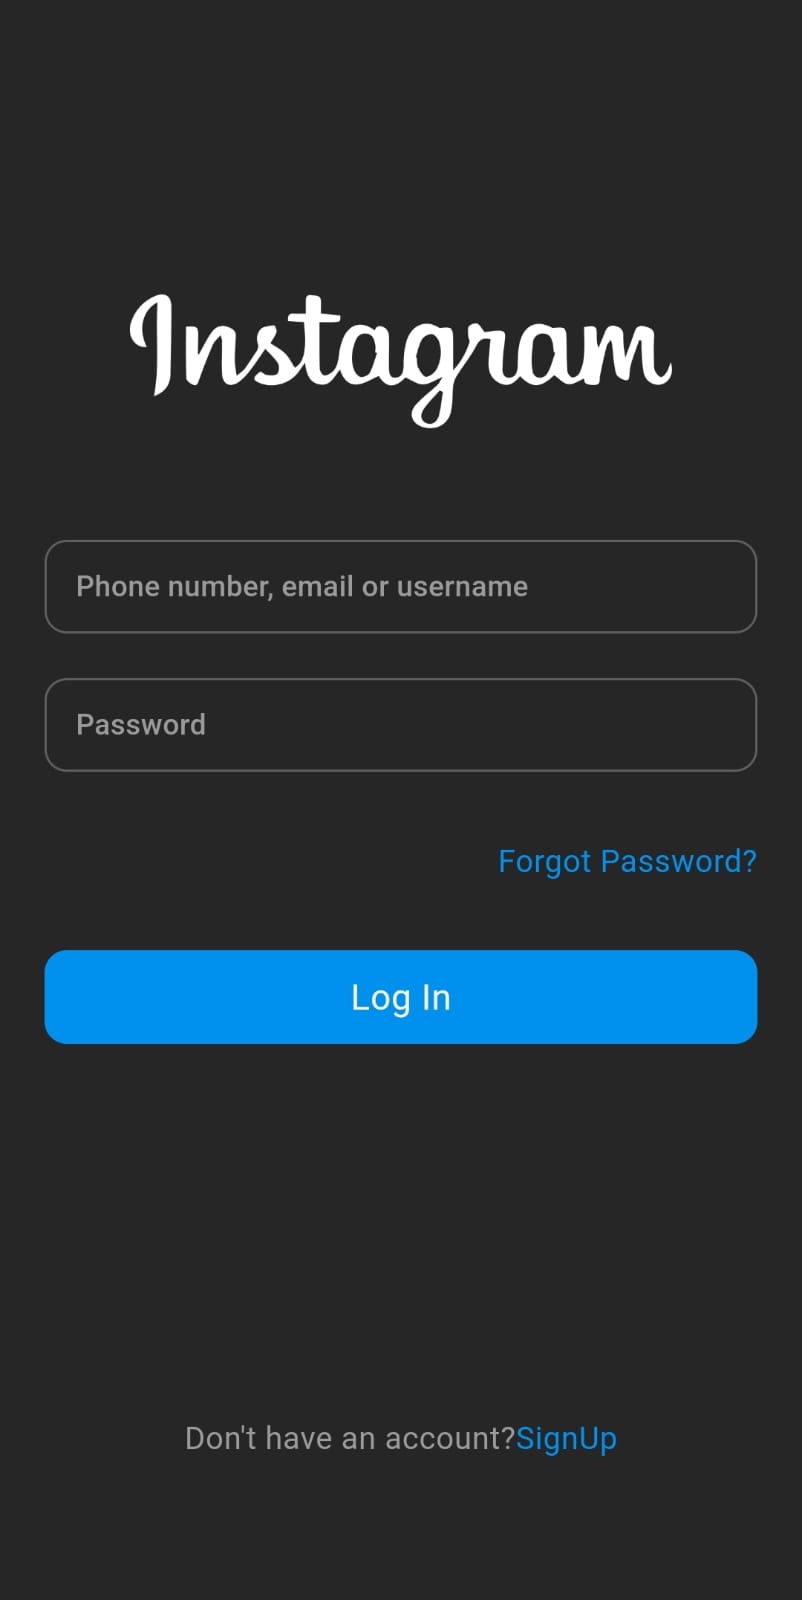 Instagram
Phone number, email or username
Password
Forgot Password?
Log In
Don't have an account?SignUp